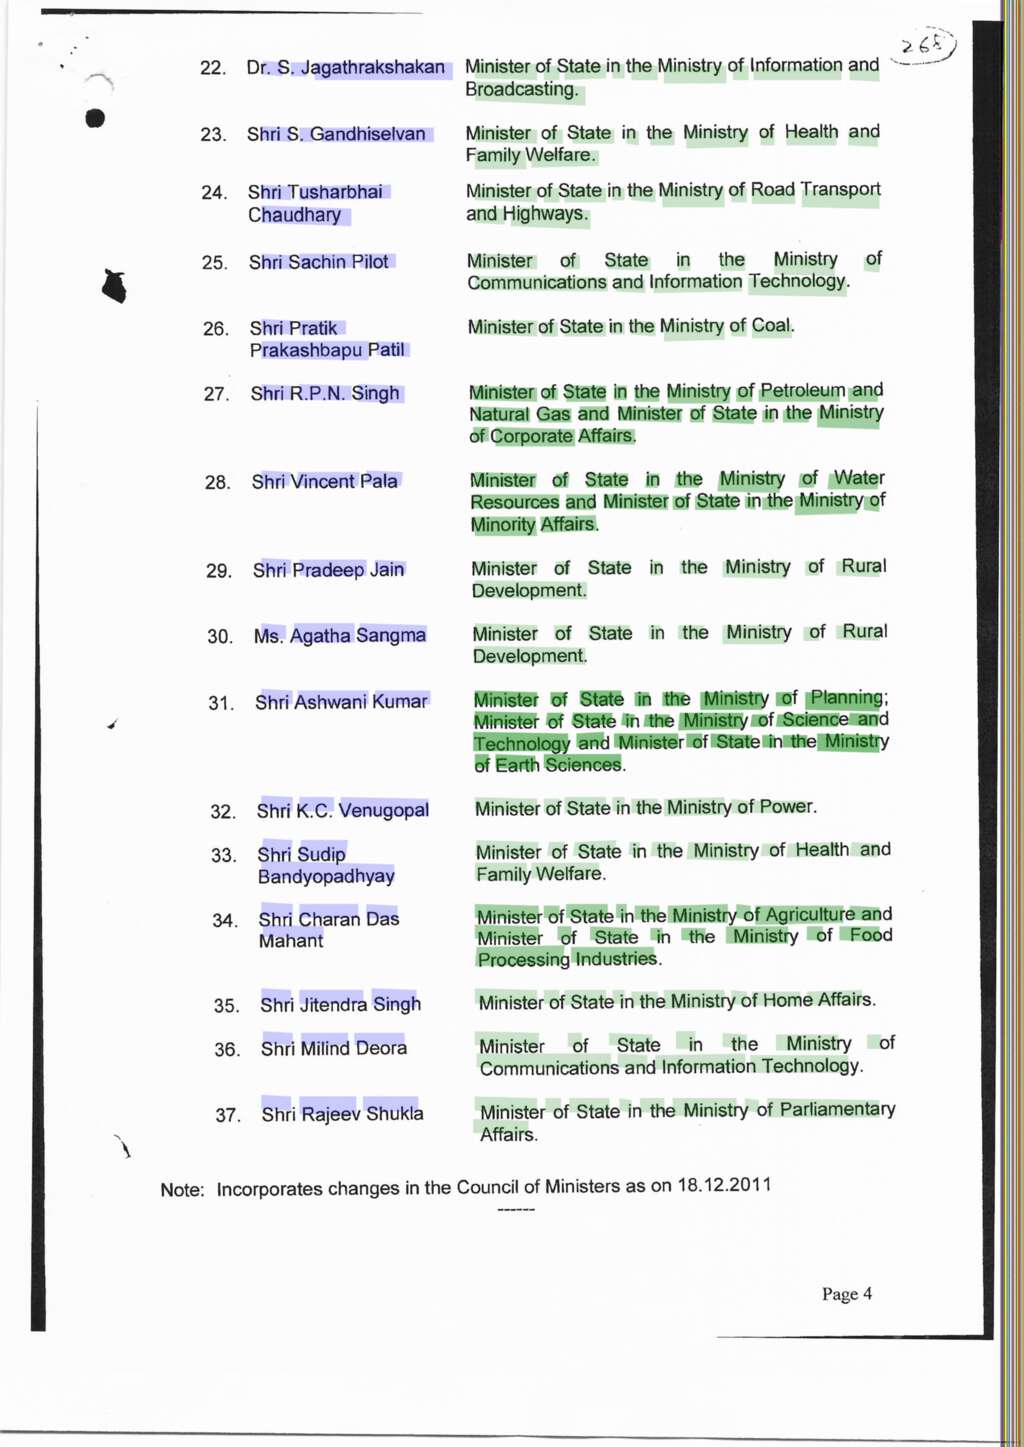 268
22. Dr. S. Jagathrakshakan Minister of State in the Ministry of Information and
Broadcasting.
23. Shri S. Gandhiselvan Minister of State in the Ministry of Health and
Family Welfare.
24. Shri Tusharbhai Minister of State in the Ministry of Road Transport
Chaudhary and Highways.
25. Shri Sachin Pilot Minister of State in the Ministry of
Communications and Information Technology.
26. Shri Pratik Minister of State in the Ministry of Coal.
Prakashbapu Patil
27. Shri R.P.N. Singh Minister of State in the Ministry of Petroleum and
Natural Gas and Minister of State in the Ministry
of Corporate Affairs.
28. Shri Vincent Pala Minister of State in the Ministry of Water
Resources and Minister of State in the Ministry of
Minority Affairs.
29. Shri Pradeep Jain Minister of State in the Ministry of Rural
Development.
30. Ms. Agatha Sangma Minister of State in the Ministry of Rural
Development.
31. Shri Ashwani Kumar Minister of State in the Ministry of Planning;
Minister of State in the Ministry of Science and
Technology and Minister of State in the Ministry
of Earth Sciences.
32. Shri K.C. Venugopal Minister of State in the Ministry of Power.
33. Shri Sudip Minister of State in the Ministry of Health and
Bandyopadhyay Family Welfare.
34. Shri Charan Das Minister of State in the Ministry of Agriculture and
Mahant Minister of State in the Ministry of Food
Processing Industries.
35. Shri Jitendra Singh Minister of State in the Ministry of Home Affairs.
36. Shri Milind Deora Minister of State in the Ministry of
Communications and Information Technology.
37. Shri Rajeev Shukla Minister of State in the Ministry of Parliamentary
Affairs.
Note: Incorporates changes in the Council of Ministers as on 18.12.2011
------
Page 4